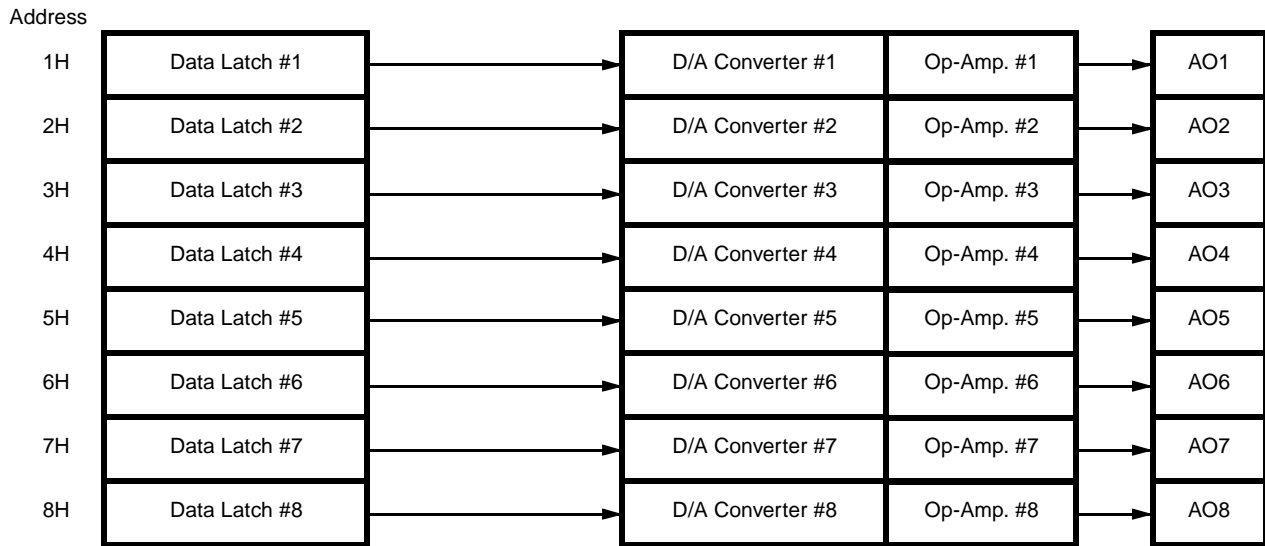 Address
1H Data Latch #1 D/A Converter #1 Op-Amp. #1 AO1
2H Data Latch #2 D/A Converter #2 Op-Amp. #2 AO2
3H Data Latch #3 D/A Converter #3 Op-Amp. #3 AO3
4H Data Latch #4 D/A Converter #4 Op-Amp. #4 AO4
5H Data Latch #5 D/A Converter #5 Op-Amp. #5 AO5
6H Data Latch #6 D/A Converter #6 Op-Amp. #6 AO6
7H Data Latch #7 D/A Converter #7 Op-Amp. #7 AO7
8H Data Latch #8 D/A Converter #8 Op-Amp. #8 AO8